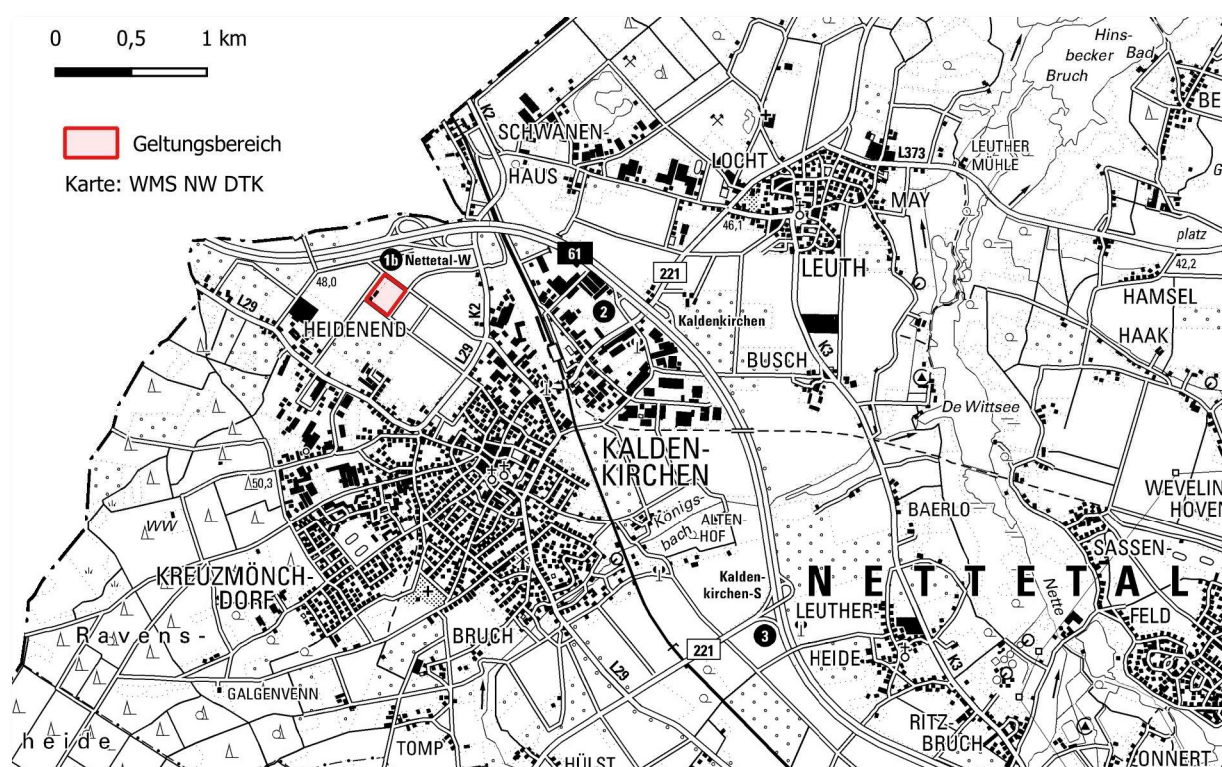 0 0,5 1 km
Geltungsbereich
Karte: WMS NW DTK
Hins-
becker Bad
Bruch
BE
K2
SCHWANEN-
HAUS
LOCHT
L373
LEUTHER
MÜHLE
MAY
46,1
platz
42,2
LEUTH
61
221
1b Nettetal-W
48,0
L29
HEIDENEND
K2
L29
2
Kaldenkirchen
HAMSEL
HAAK
BUSCH
K3
De Wittsee
KALDEN-
KIRCHEN
50,3
WW
Königs-
bach
ALTEN-
HOF
BAERLO
WEVELIN
HOVEN
SASSEN-
FELD
KREUZMÖNCH-
DORF
Kalden-
kirchen-S
NETTETAL
Nette
LEUTHER
HEIDE
3
K3
Ravens-
heide
BRUCH
221
L29
GALGENVENN
TOMP
HÜLST
RITZ-
BRUCH
ZONNERT